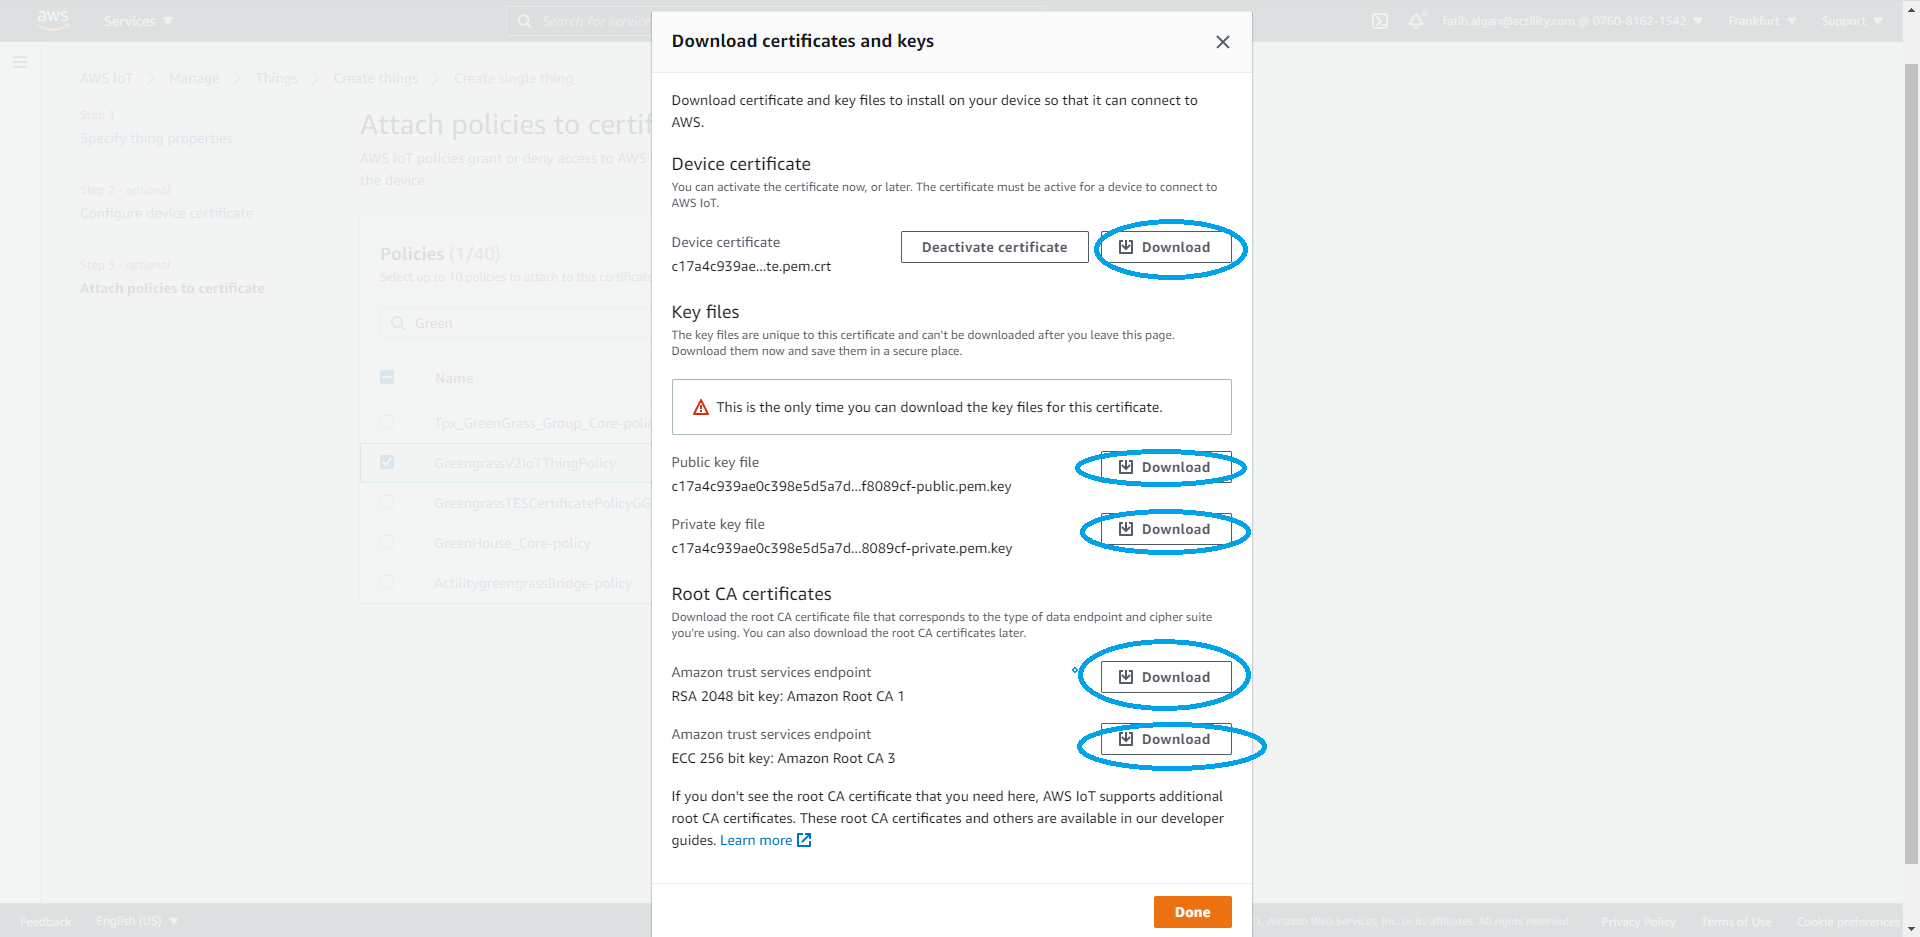 aws
Services
Search for service
fatih.algan@actility.com @ 0760-8162-1542
Frankfurt
Support
AWS IoT
Manage
Things
Create things
Create single thing
Step 1
Specify thing properties
Step 2 - optional
Configure device certificate
Step 3 - optional
Attach policies to certificate
Attach policies to certif
AWS IoT policies grant or deny access to AWS
the device.
Policies (1/40)
Select up to 10 policies to attach to this certificate
Green
Name
Tpx_GreenGrass_Group_Core-polic
GreengrassV2IoTThingPolicy
GreengrassTESCertificatePolicyGG
GreenHouse_Core-policy
ActilitygreengrassBridge-policy
Download certificates and keys
Download certificate and key files to install on your device so that it can connect to
AWS.
Device certificate
You can activate the certificate now, or later. The certificate must be active for a device to connect to
AWS IoT.
Device certificate
c17a4c939ae...te.pem.crt
Deactivate certificate
Download
Key files
The key files are unique to this certificate and can't be downloaded after you leave this page.
Download them now and save them in a secure place.
This is the only time you can download the key files for this certificate.
Public key file
c17a4c939ae0c398e5d5a7d...f8089cf-public.pem.key
Download
Private key file
c17a4c939ae0c398e5d5a7d...8089cf-private.pem.key
Download
Root CA certificates
Download the root CA certificate file that corresponds to the type of data endpoint and cipher suite
you're using. You can also download the root CA certificates later.
Amazon trust services endpoint
RSA 2048 bit key: Amazon Root CA 1
Download
Amazon trust services endpoint
ECC 256 bit key: Amazon Root CA 3
Download
If you don't see the root CA certificate that you need here, AWS IoT supports additional
root CA certificates. These root CA certificates and others are available in our developer
guides. Learn more
Done
Feedback
English (US)
1, Amazon Web Services, Inc. or its affiliates. All rights reserved.
Privacy Policy
Terms of Use
Cookie preferences